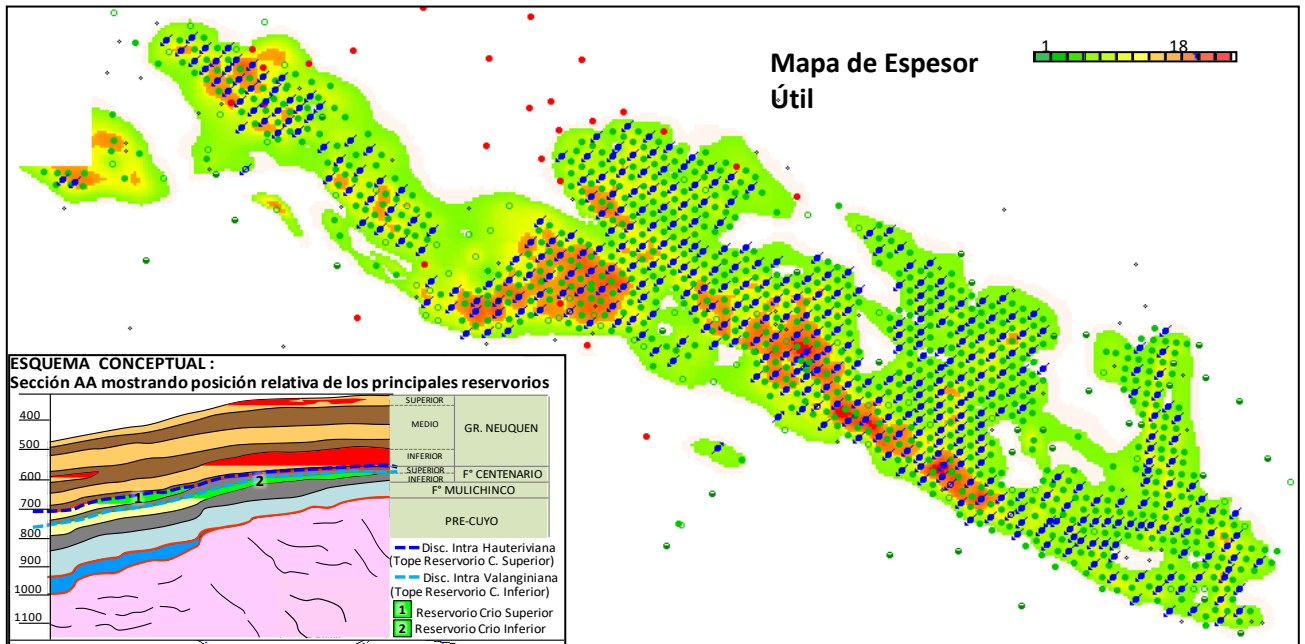 Mapa de Espesor
Útil
1 18
ESQUEMA CONCEPTUAL :
Sección AA mostrando posición relativa de los principales reservorios
400
500
600
700
800
900
1000
1100
SUPERIOR
MEDIO
INFERIOR
GR. NEUQUEN
SUPERIOR
INFERIOR
F° CENTENARIO
F° MULICHINCO
PRE-CUYO
1
2
Disc. Intra Hauteriviana
(Tope Reservorio C. Superior)
Disc. Intra Valanginiana
(Tope Reservorio C. Inferior)
1 Reservorio Crio Superior
2 Reservorio Crio Inferior